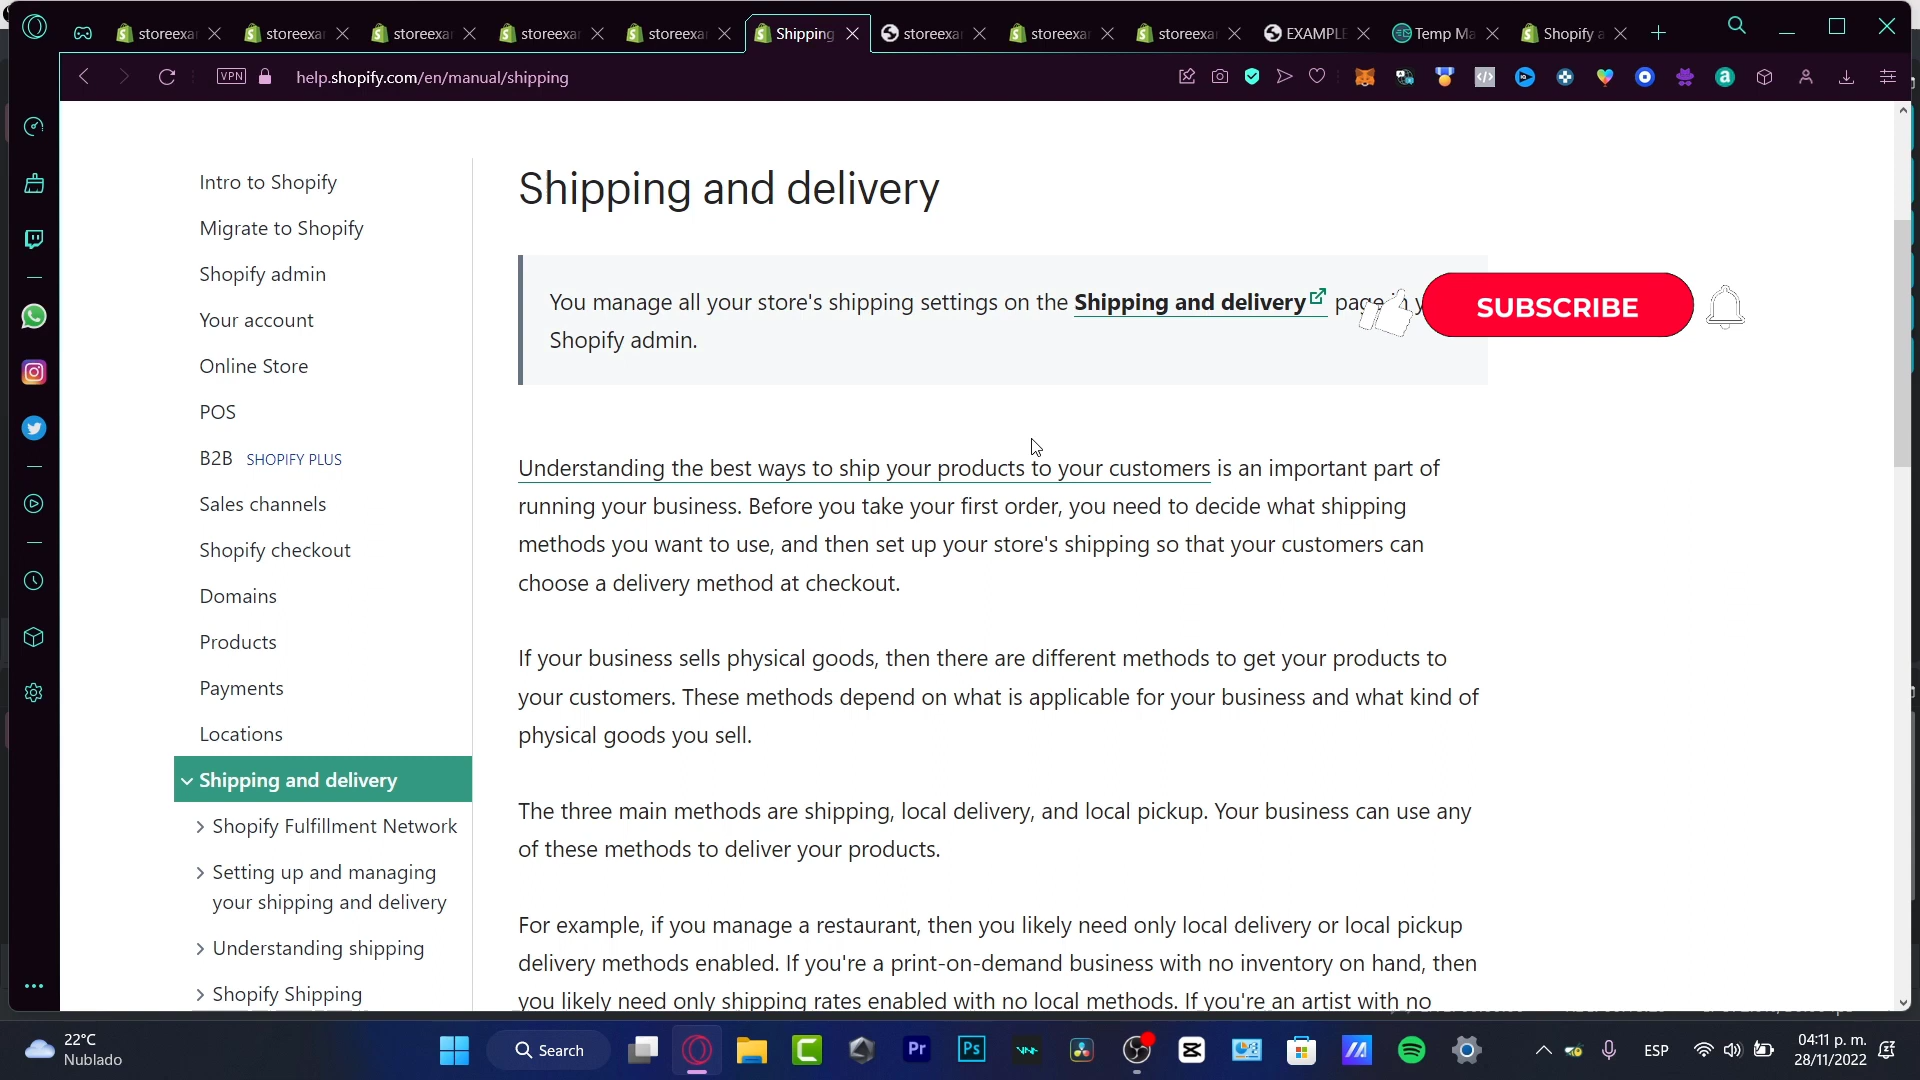 storeexar
storeexar
storeexar
storeexar
storeexar
Shipping
storeexar
storeexar
storeexar
EXAMPLE
Temp Ma
Shopify a
VPN
help.shopify.com/en/manual/shipping
Intro to Shopify
Migrate to Shopify
Shopify admin
Your account
Online Store
POS
B2B SHOPIFY PLUS
Sales channels
Shopify checkout
Domains
Products
Payments
Locations
Shipping and delivery
Shopify Fulfillment Network
Setting up and managing
your shipping and delivery
Understanding shipping
Shopify Shipping
Shipping and delivery
You manage all your store's shipping settings on the Shipping and delivery page in y
Shopify admin.
SUBSCRIBE
Understanding the best ways to ship your products to your customers is an important part of
running your business. Before you take your first order, you need to decide what shipping
methods you want to use, and then set up your store's shipping so that your customers can
choose a delivery method at checkout.
If your business sells physical goods, then there are different methods to get your products to
your customers. These methods depend on what is applicable for your business and what kind of
physical goods you sell.
The three main methods are shipping, local delivery, and local pickup. Your business can use any
of these methods to deliver your products.
For example, if you manage a restaurant, then you likely need only local delivery or local pickup
delivery methods enabled. If you're a print-on-demand business with no inventory on hand, then
you likely need only shipping rates enabled with no local methods. If you're an artist with no
22°C
Nublado
Search
Pr
Ps
ESP
04:11 p. m.
28/11/2022